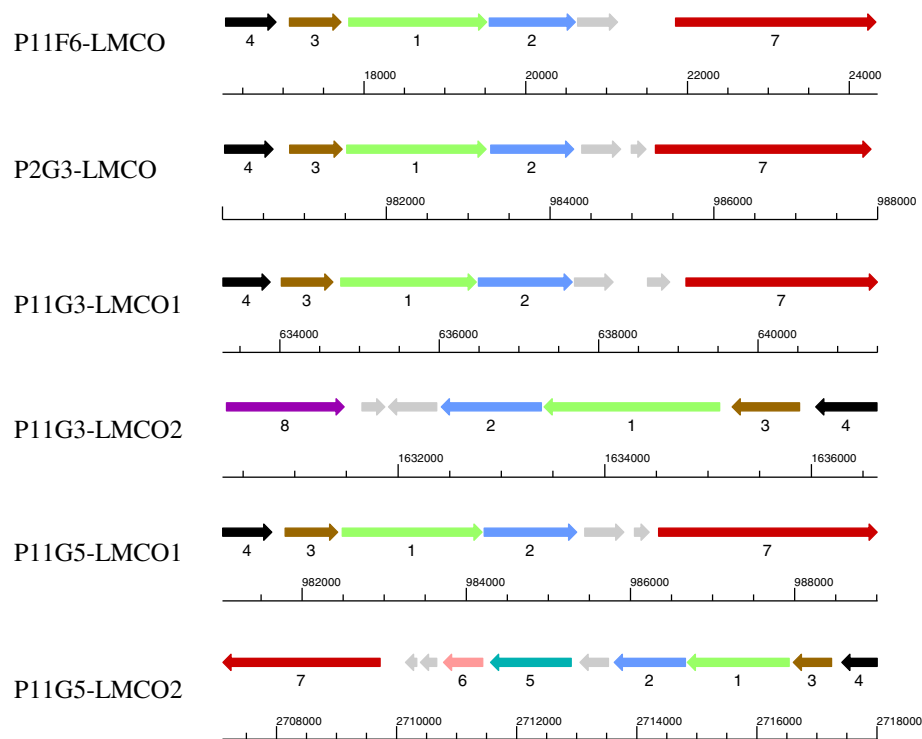 P11F6-LMCO
4 3 1 2 7
18000 20000 22000 24000
P2G3-LMCO
4 3 1 2 7
982000 984000 986000 988000
P11G3-LMCO1
4 3 1 2 7
634000 636000 638000 640000
P11G3-LMCO2
8 2 1 3 4
1632000 1634000 1636000
P11G5-LMCO1
4 3 1 2 7
982000 984000 986000 988000
P11G5-LMCO2
7 6 5 2 1 3 4
2708000 2710000 2712000 2714000 2716000 2718000